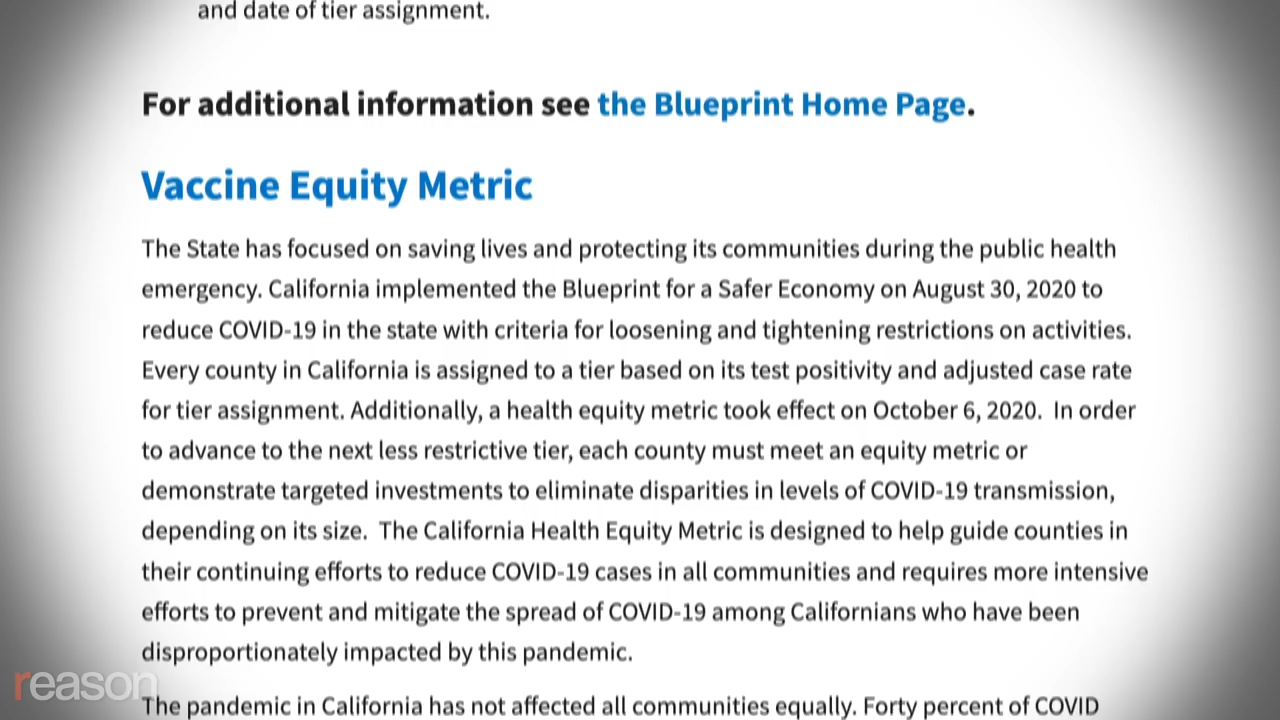 and date of tier assignment.
For additional information see the Blueprint Home Page.
Vaccine Equity Metric
The State has focused on saving lives and protecting its communities during the public health
emergency. California implemented the Blueprint for a Safer Economy on August 30, 2020 to
reduce COVID-19 in the state with criteria for loosening and tightening restrictions on activities.
Every county in California is assigned to a tier based on its test positivity and adjusted case rate
for tier assignment. Additionally, a health equity metric took effect on October 6, 2020.  In order
to advance to the next less restrictive tier, each county must meet an equity metric or
demonstrate targeted investments to eliminate disparities in levels of COVID-19 transmission,
depending on its size.  The California Health Equity Metric is designed to help guide counties in
their continuing efforts to reduce COVID-19 cases in all communities and requires more intensive
efforts to prevent and mitigate the spread of COVID-19 among Californians who have been
disproportionately impacted by this pandemic.
reason
The pandemic in California has not affected all communities equally. Forty percent of COVID